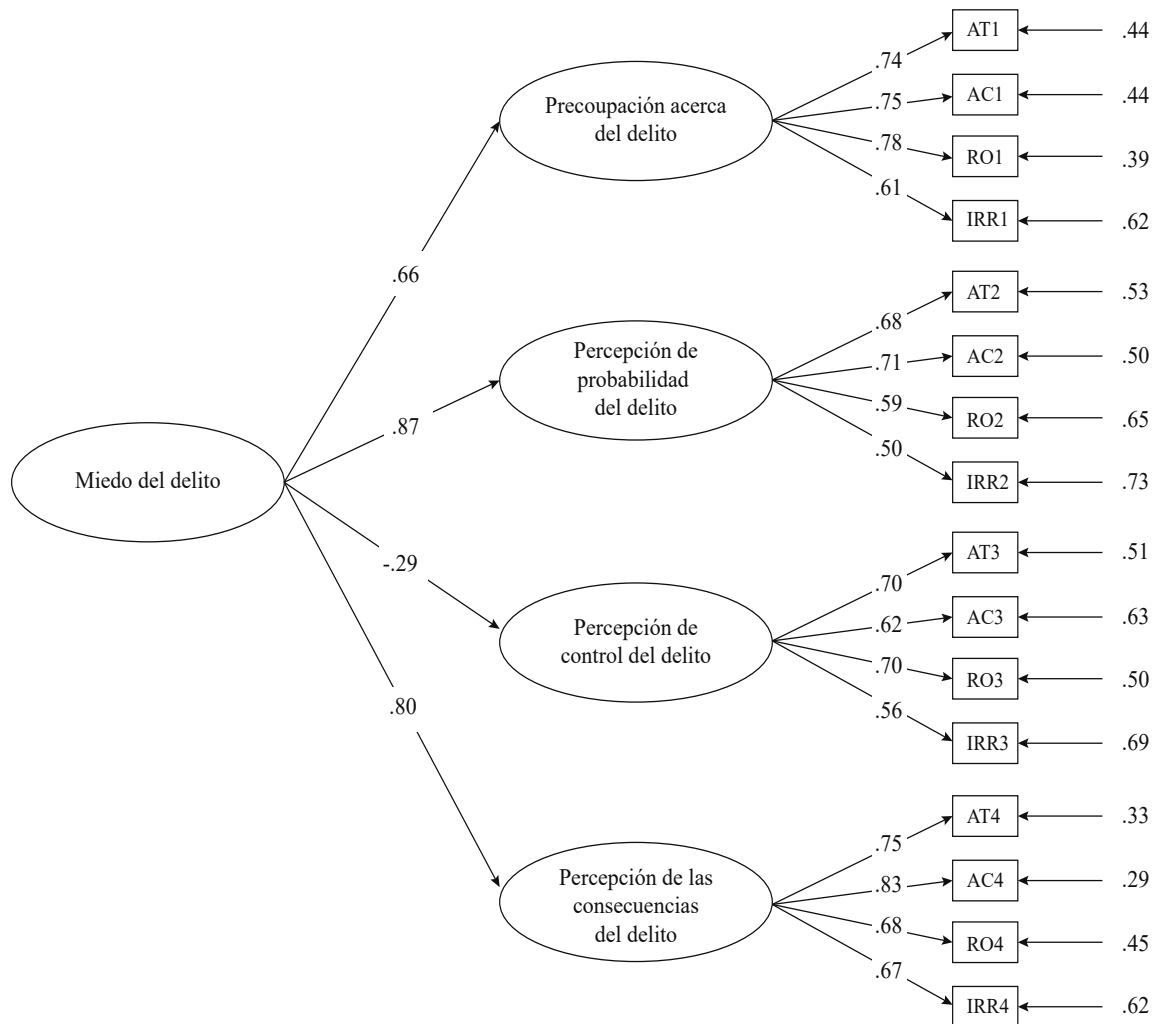 AT1
.44
.74
Precoupación acerca
del delito
.75
AC1
.44
.78
RO1
.39
.61
IRR1
.62
.66
AT2
.53
.68
Percepción de
probabilidad
del delito
.71
AC2
.50
.59
RO2
.65
.50
IRR2
.73
.87
Miedo del delito
-.29
AT3
.51
.70
Percepción de
control del delito
.62
AC3
.63
.70
RO3
.50
.56
IRR3
.69
.80
AT4
.33
.75
Percepción de las
consecuencias
del delito
.83
AC4
.29
.68
RO4
.45
.67
IRR4
.62